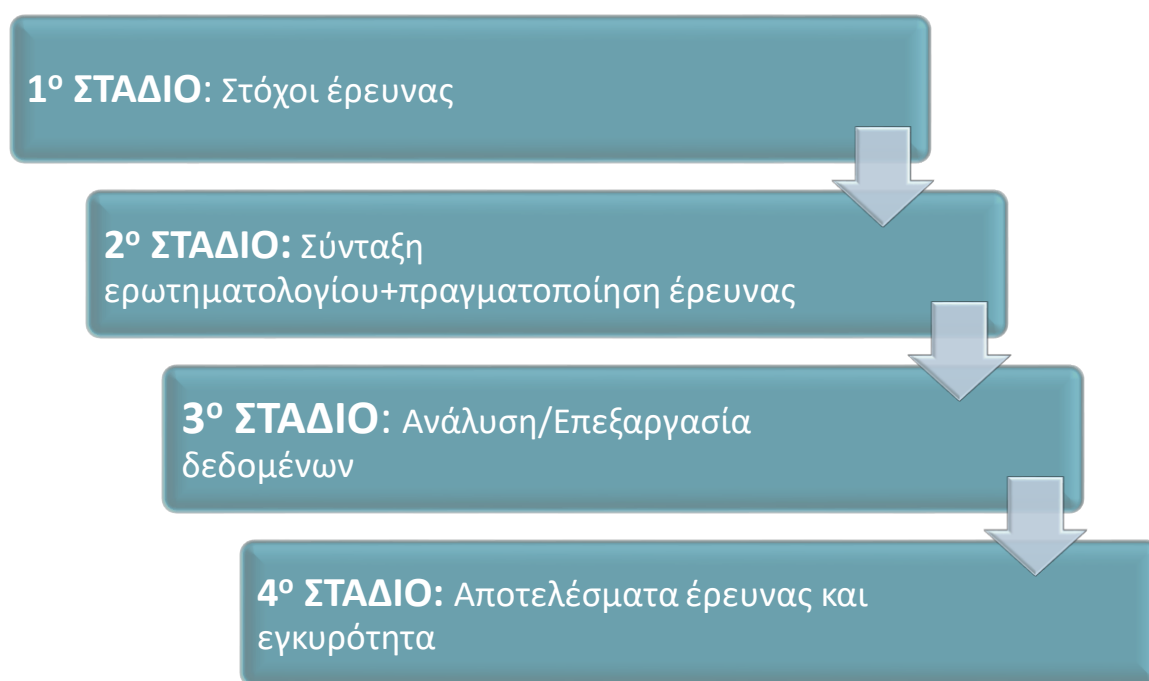 1ο ΣΤΑΔΙΟ: Στόχοι έρευνας
2ο ΣΤΑΔΙΟ: Σύνταξη
ερωτηματολογίου+πραγματοποίηση έρευνας
3ο ΣΤΑΔΙΟ: Ανάλυση/Επεξαργασία
δεδομένων
4ο ΣΤΑΔΙΟ: Αποτελέσματα έρευνας και
εγκυρότητα